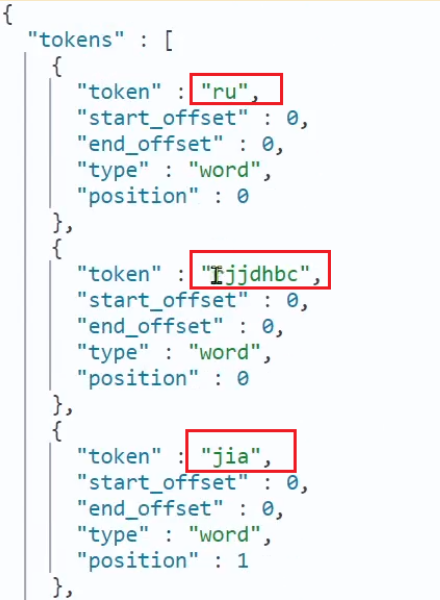 {
"tokens" : [
{
"token" : "ru",
"start_offset" : 0,
"end_offset" : 0,
"type" : "word",
"position" : 0
},
{
"token" :
"start_offset" : 0,
"end_offset" : 0,
"type" : "word",
"position" : 0
},
{
"token" : "jia",
"start_offset" : 0,
"end_offset" : 0,
"type" : "word",
"position" : 1
},